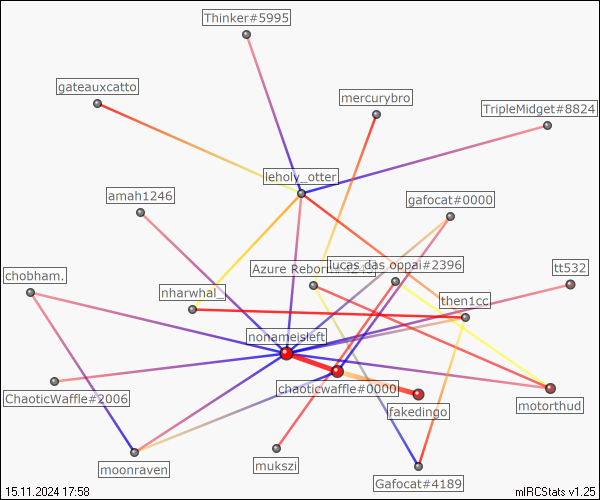 Thinker#5995
gateauxcatto
mercurybro
TripleMidget#8824
leholy_otter
amah1246
gafocat#0000
chobham.
Azure Reborn
lucas das oppai#2396
tt532
nharwhal_
then1cc
nonameisleft
chaoticwaffle#0000
ChaoticWaffle#2006
fakedingo
motorthud
moonraven
mukszi
Gafocat#4189
15.11.2024 17:58
mIRCStats v1.25